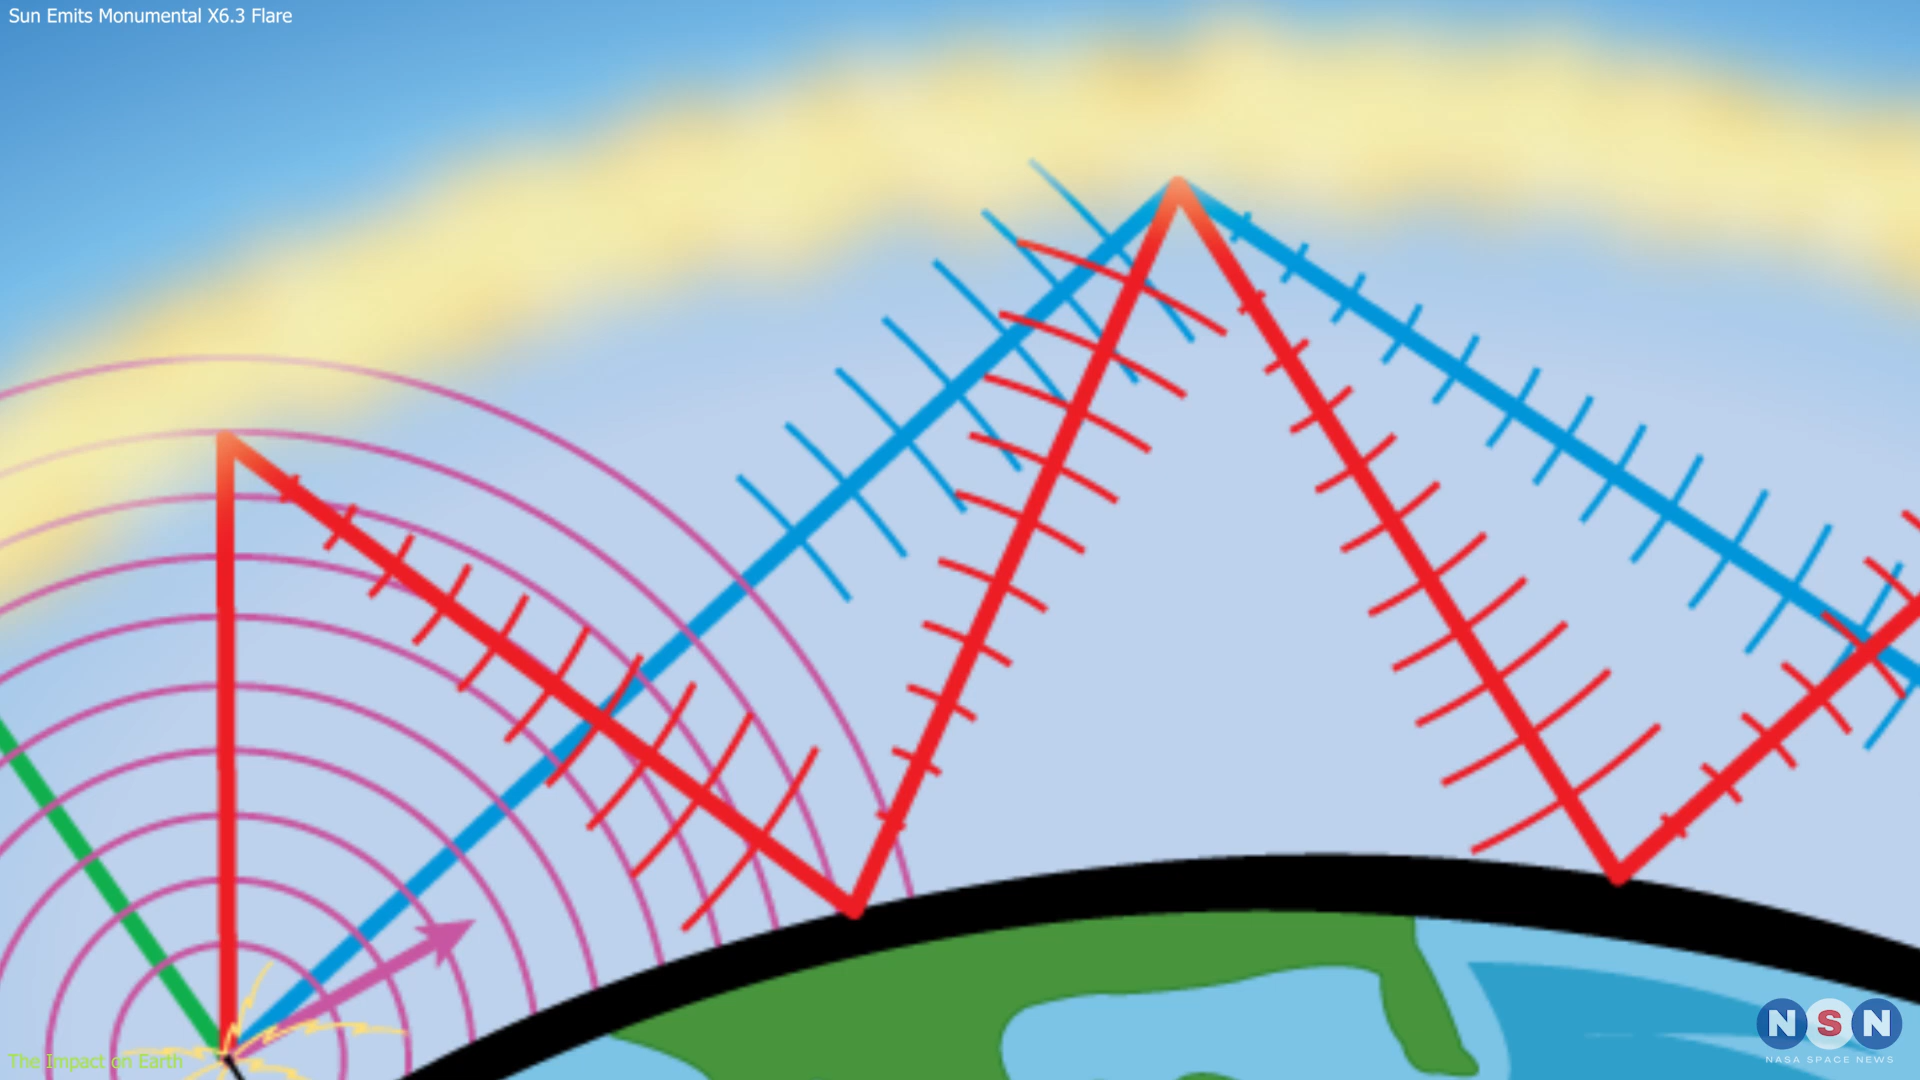 Sun Emits Monumental X6.3 Flare
The Impact on Earth
NSN
NASA SPACE NEWS